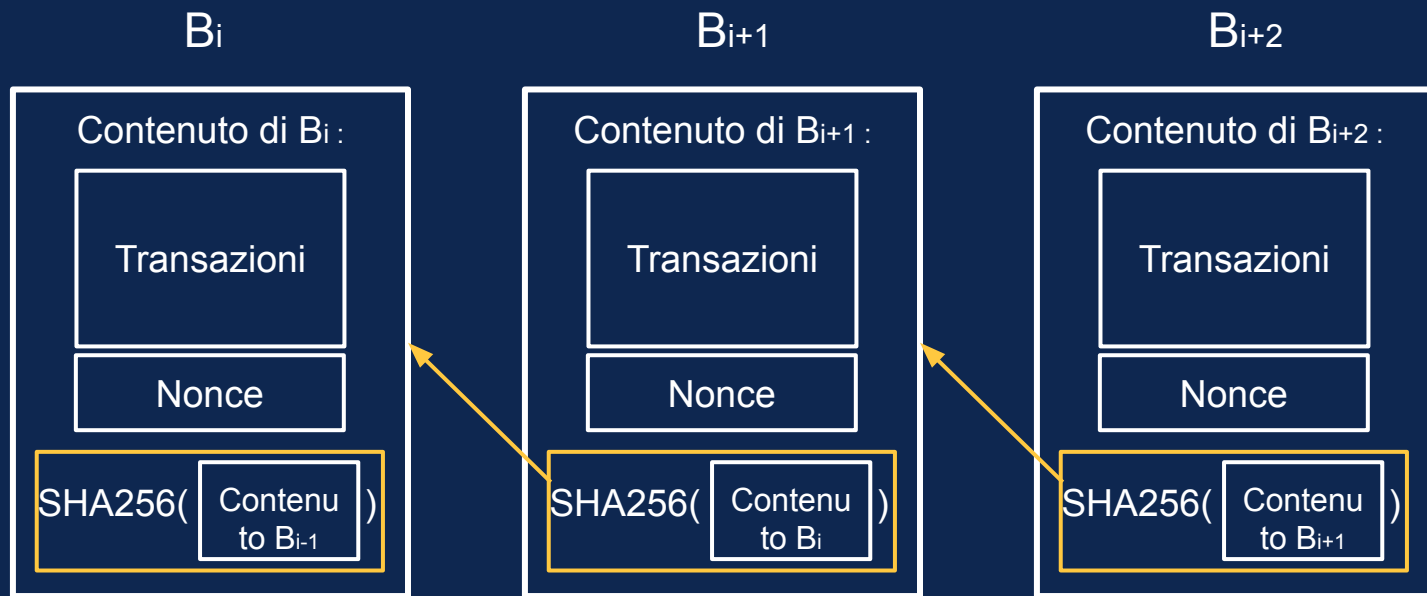 Bi
Contenuto di Bi :
Transazioni
Nonce
SHA256( Contenu )
to Bi-1
Bi+1
Contenuto di Bi+1 :
Transazioni
Nonce
SHA256( Contenu )
to Bi
Bi+2
Contenuto di Bi+2 :
Transazioni
Nonce
SHA256( Contenu )
to Bi+1